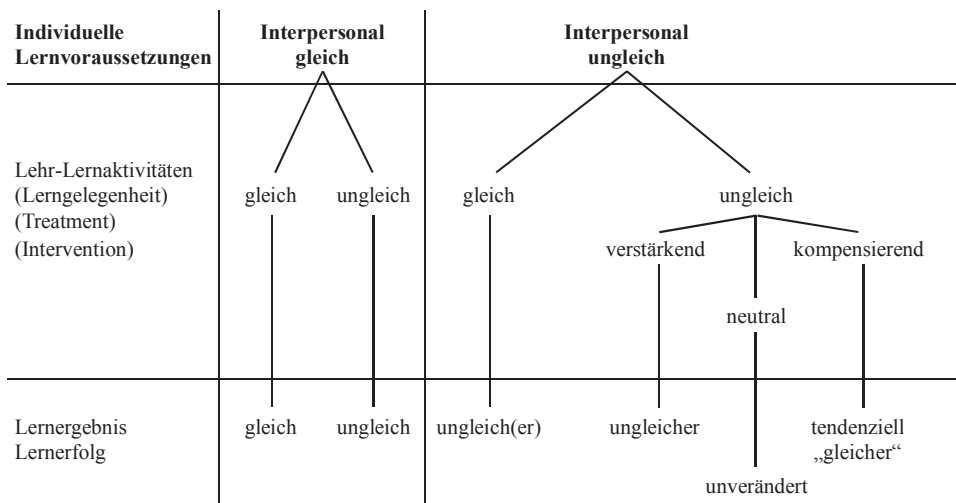 Individuelle
Lernvoraussetzungen
Interpersonal
gleich
Interpersonal
ungleich
Lehr-Lernaktivitäten
(Lerngelegenheit)
(Treatment)
(Intervention)
gleich
ungleich
gleich
ungleich
verstärkend
kompensierend
neutral
Lernergebnis
Lernerfolg
gleich
ungleich
ungleich(er)
ungleicher
tendenziell
„gleicher“
unverändert